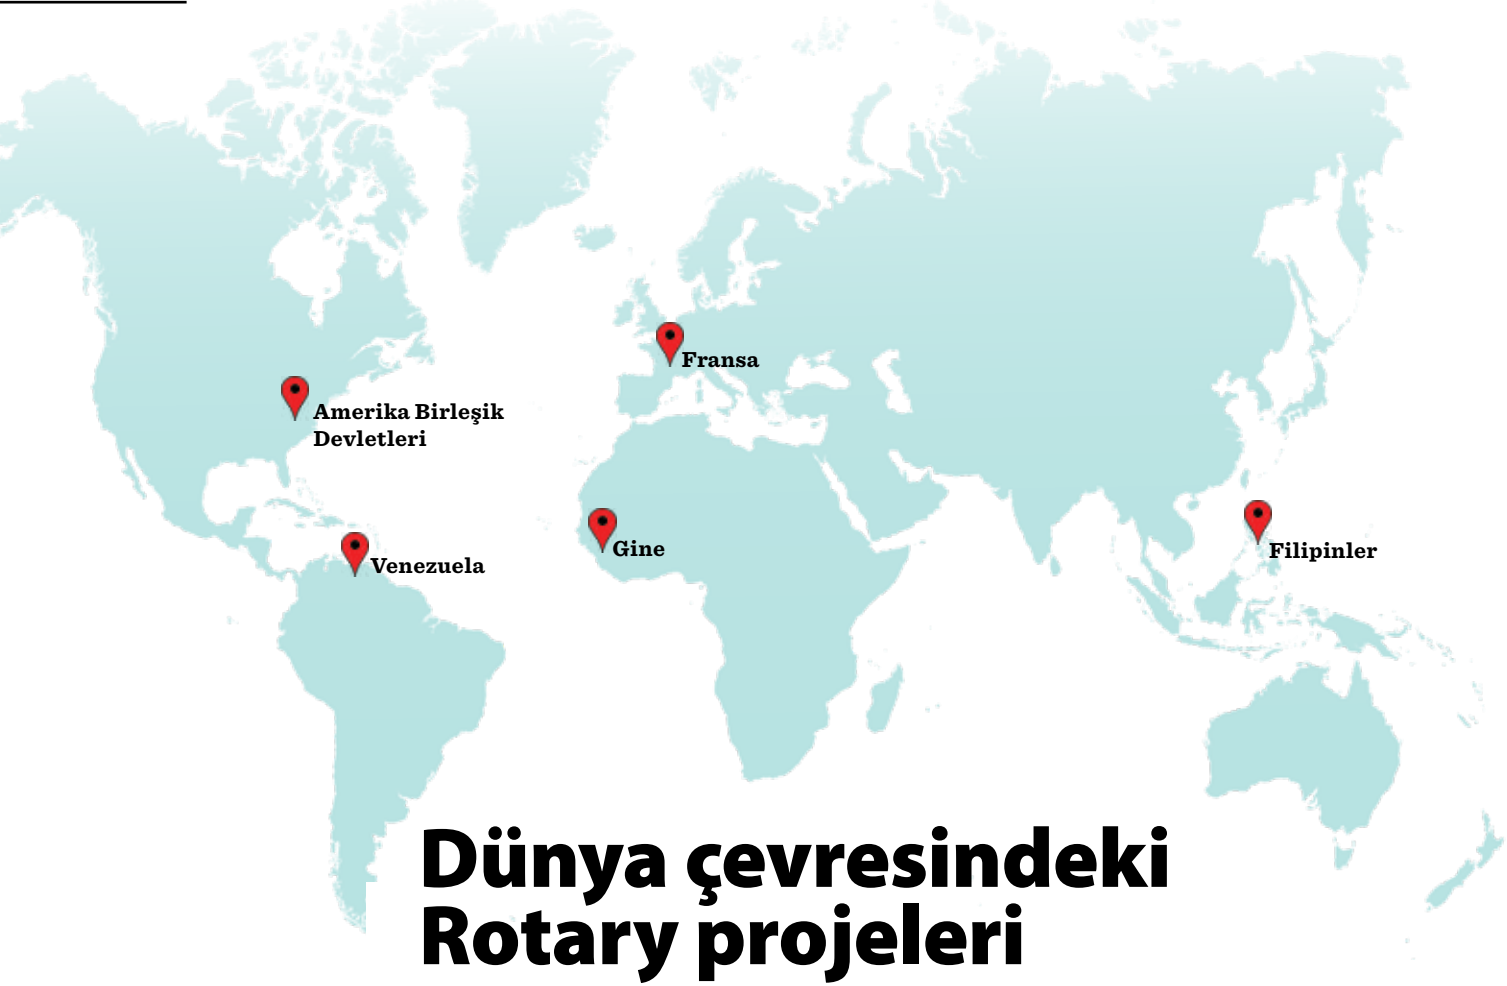 Fransa
Amerika Birleşik
Devletleri
Gine
Filipinler
Venezuela
Dünya çevresindeki
Rotary projeleri